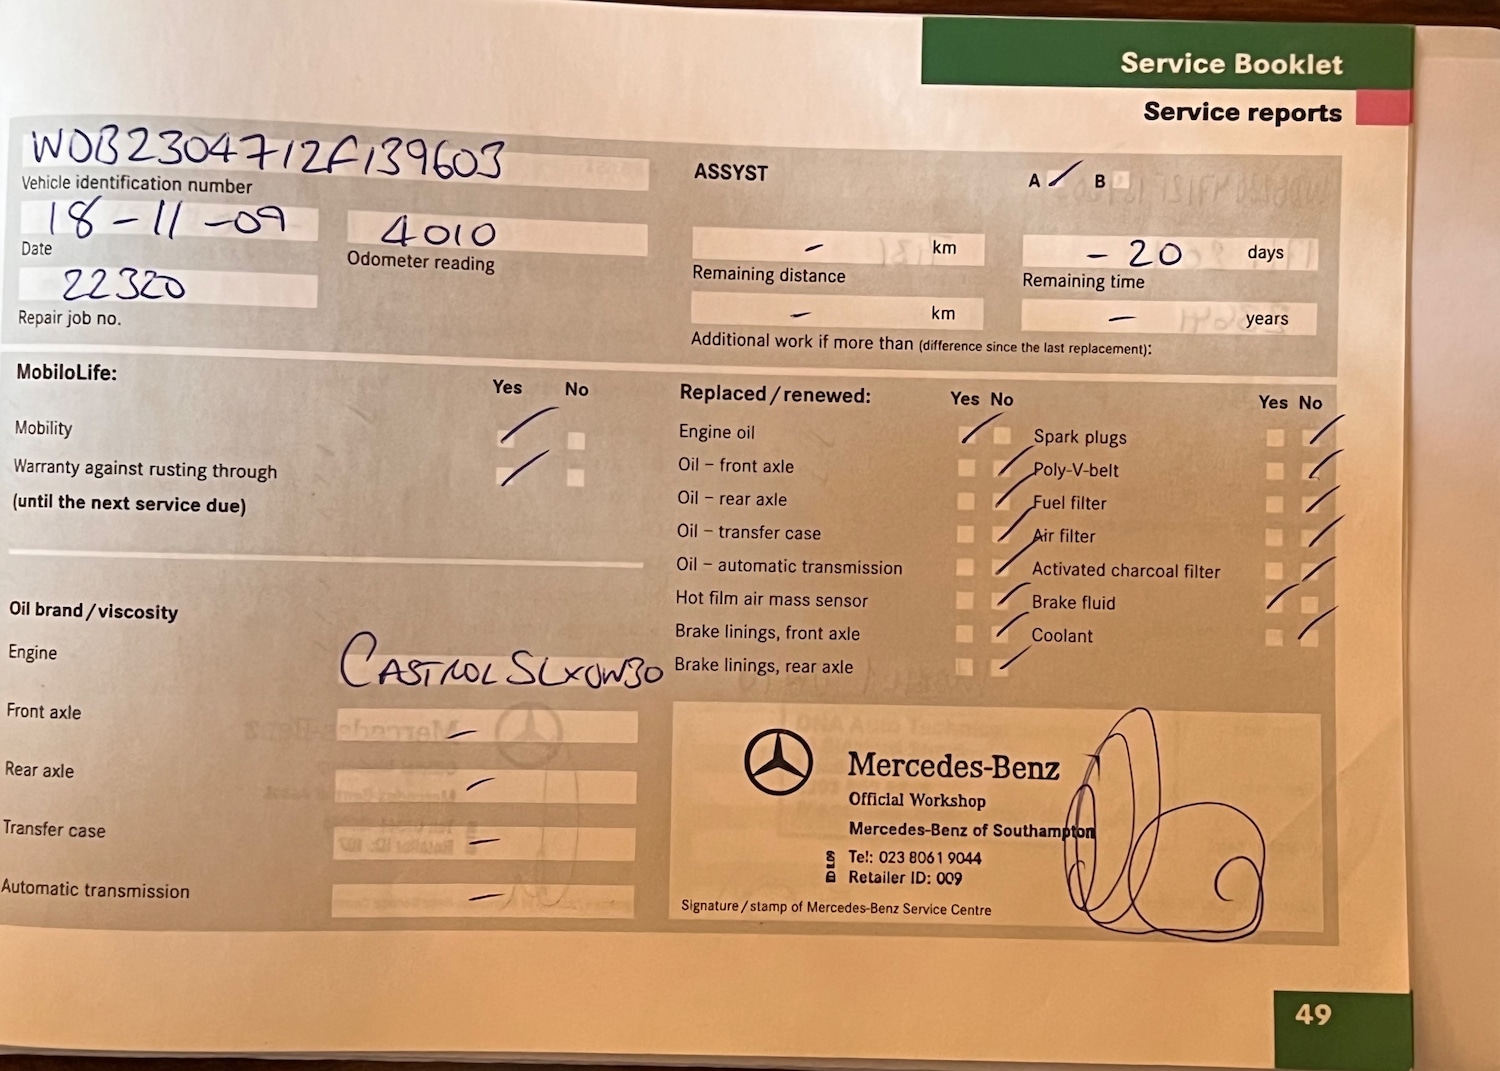 Service Booklet
Service reports
WDB2304712F139603
Vehicle identification number
18-11-09
Date
4010
Odometer reading
22320
Repair job no.
ASSYST
A B
- km
Remaining distance
- 20 days
Remaining time
- km
- years
Additional work if more than (difference since the last replacement):
MobiloLife:
Yes No
Mobility
Warranty against rusting through
(until the next service due)
Oil brand/viscosity
Engine
CASTROL SLX 0W30
Front axle
-
Rear axle
-
Transfer case
-
Automatic transmission
-
Replaced/renewed:
Yes No
Engine oil
Oil – front axle
Oil – rear axle
Oil – transfer case
Oil – automatic transmission
Hot film air mass sensor
Brake linings, front axle
Brake linings, rear axle
Yes No
Spark plugs
Poly-V-belt
Fuel filter
Air filter
Activated charcoal filter
Brake fluid
Coolant
Mercedes-Benz
Official Workshop
Mercedes-Benz of Southampton
Tel: 023 8061 9044
Retailer ID: 009
Signature/stamp of Mercedes-Benz Service Centre
49